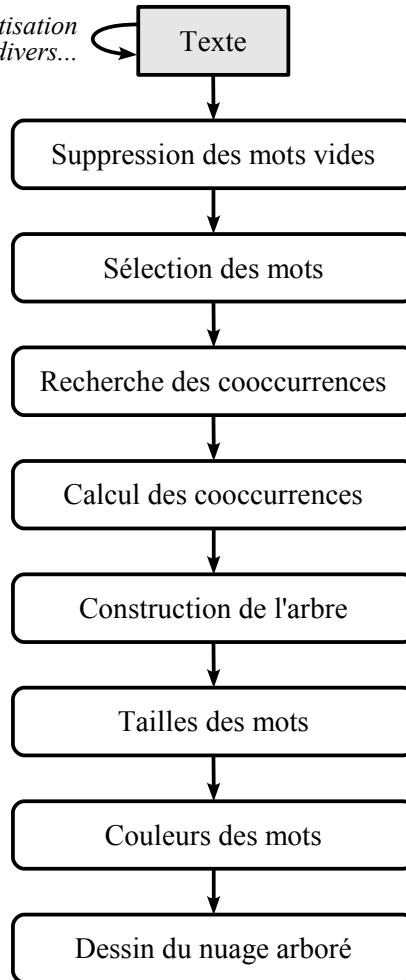 tisation
divers...
Texte
Suppression des mots vides
Sélection des mots
Recherche des cooccurrences
Calcul des cooccurrences
Construction de l'arbre
Tailles des mots
Couleurs des mots
Dessin du nuage arboré